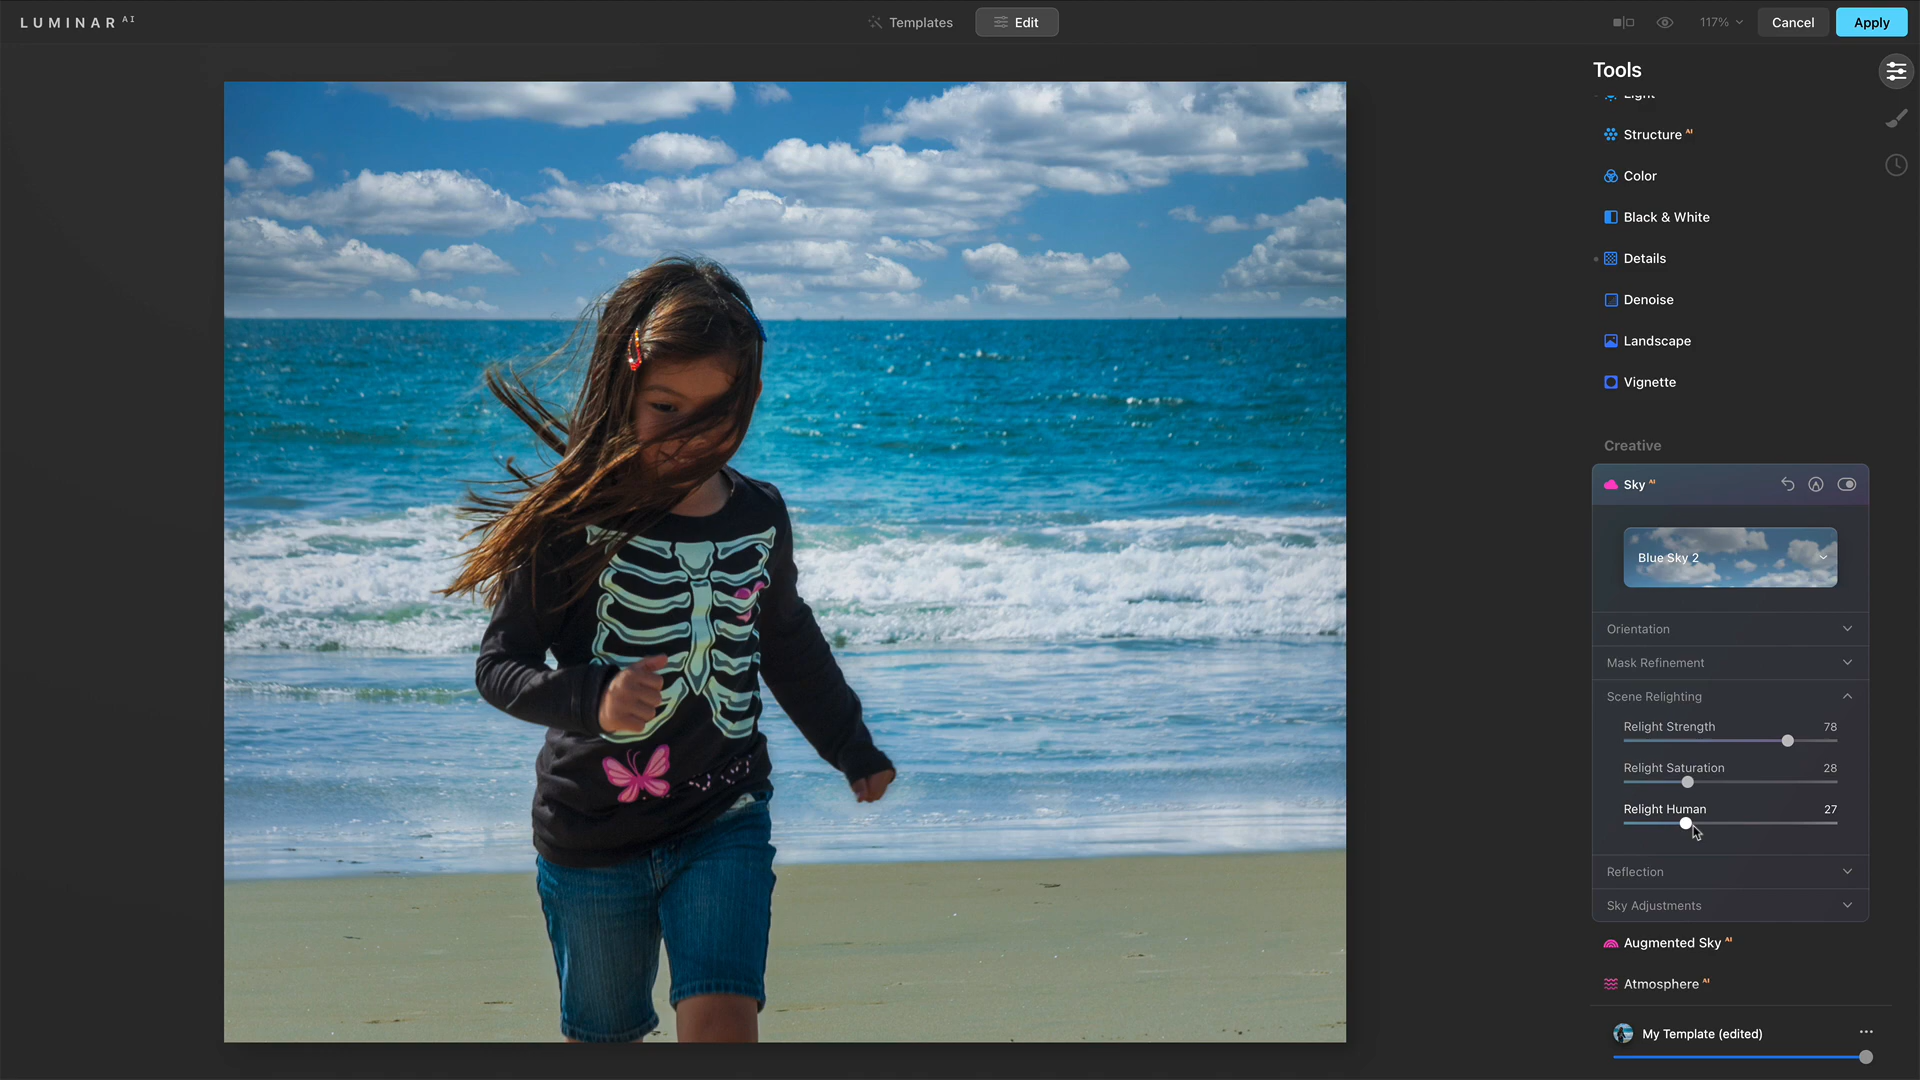 LUMINAR AI
Templates
Edit
117%
Cancel
Apply
Tools
Light
Structure AI
Color
Black & White
Details
Denoise
Landscape
Vignette
Creative
Sky AI
Blue Sky 2
Orientation
Mask Refinement
Scene Relighting
Relight Strength 78
Relight Saturation 28
Relight Human 27
Reflection
Sky Adjustments
Augmented Sky AI
Atmosphere AI
My Template (edited)